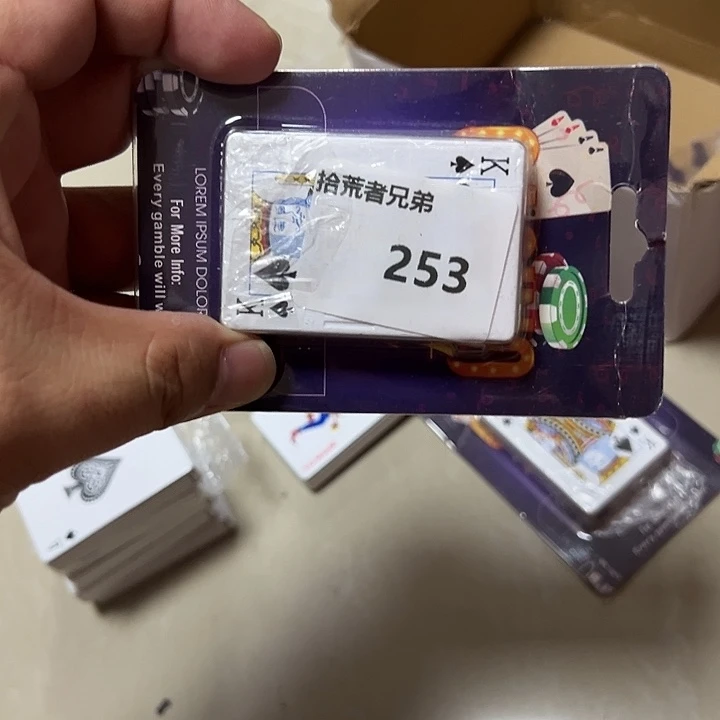 拾荒者兄弟
253
K
K
LOREM IPSUM DOLOR
For More Info:
Every gamble will w